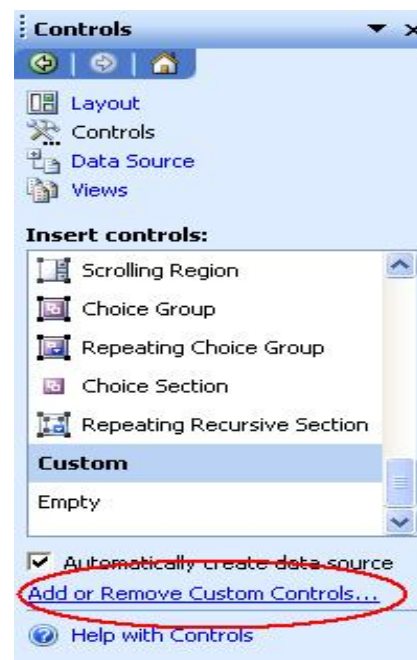 Controls
Layout
Controls
Data Source
Views
Insert controls:
Scrolling Region
Choice Group
Repeating Choice Group
Choice Section
Repeating Recursive Section
Custom
Empty
Automatically create data source
Add or Remove Custom Controls...
Help with Controls